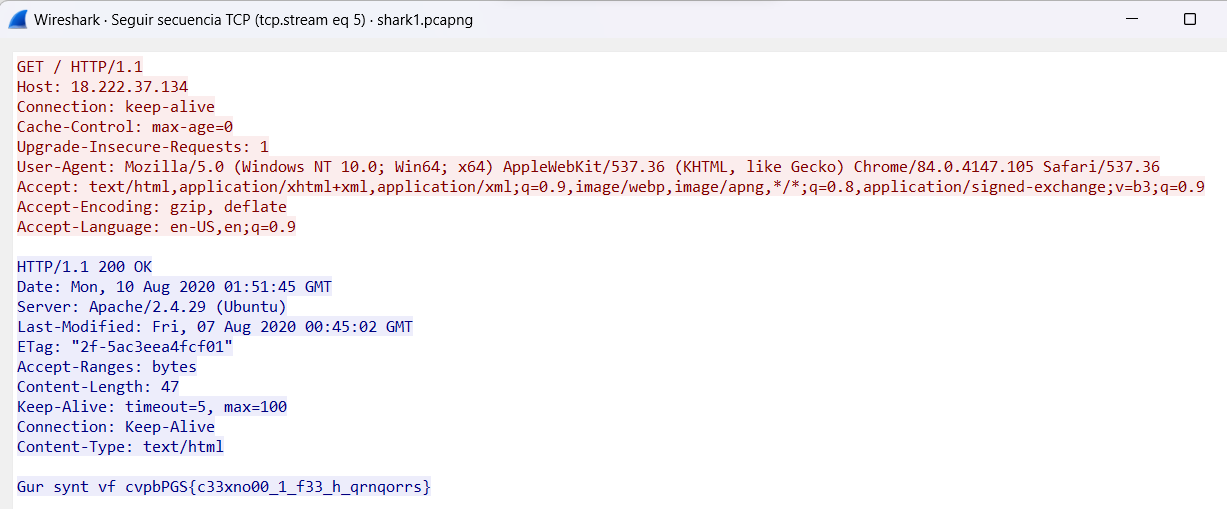 Wireshark · Seguir secuencia TCP (tcp.stream eq 5) · shark1.pcapng
GET / HTTP/1.1
Host: 18.222.37.134
Connection: keep-alive
Cache-Control: max-age=0
Upgrade-Insecure-Requests: 1
User-Agent: Mozilla/5.0 (Windows NT 10.0; Win64; x64) AppleWebKit/537.36 (KHTML, like Gecko) Chrome/84.0.4147.105 Safari/537.36
Accept: text/html,application/xhtml+xml,application/xml;q=0.9,image/webp,image/apng,*/*;q=0.8,application/signed-exchange;v=b3;q=0.9
Accept-Encoding: gzip, deflate
Accept-Language: en-US,en;q=0.9
HTTP/1.1 200 OK
Date: Mon, 10 Aug 2020 01:51:45 GMT
Server: Apache/2.4.29 (Ubuntu)
Last-Modified: Fri, 07 Aug 2020 00:45:02 GMT
ETag: "2f-5ac3eea4fcf01"
Accept-Ranges: bytes
Content-Length: 47
Keep-Alive: timeout=5, max=100
Connection: Keep-Alive
Content-Type: text/html
Gur synt vf cvpbPGS{c33xno00_1_f33_h_qrnqorrs}